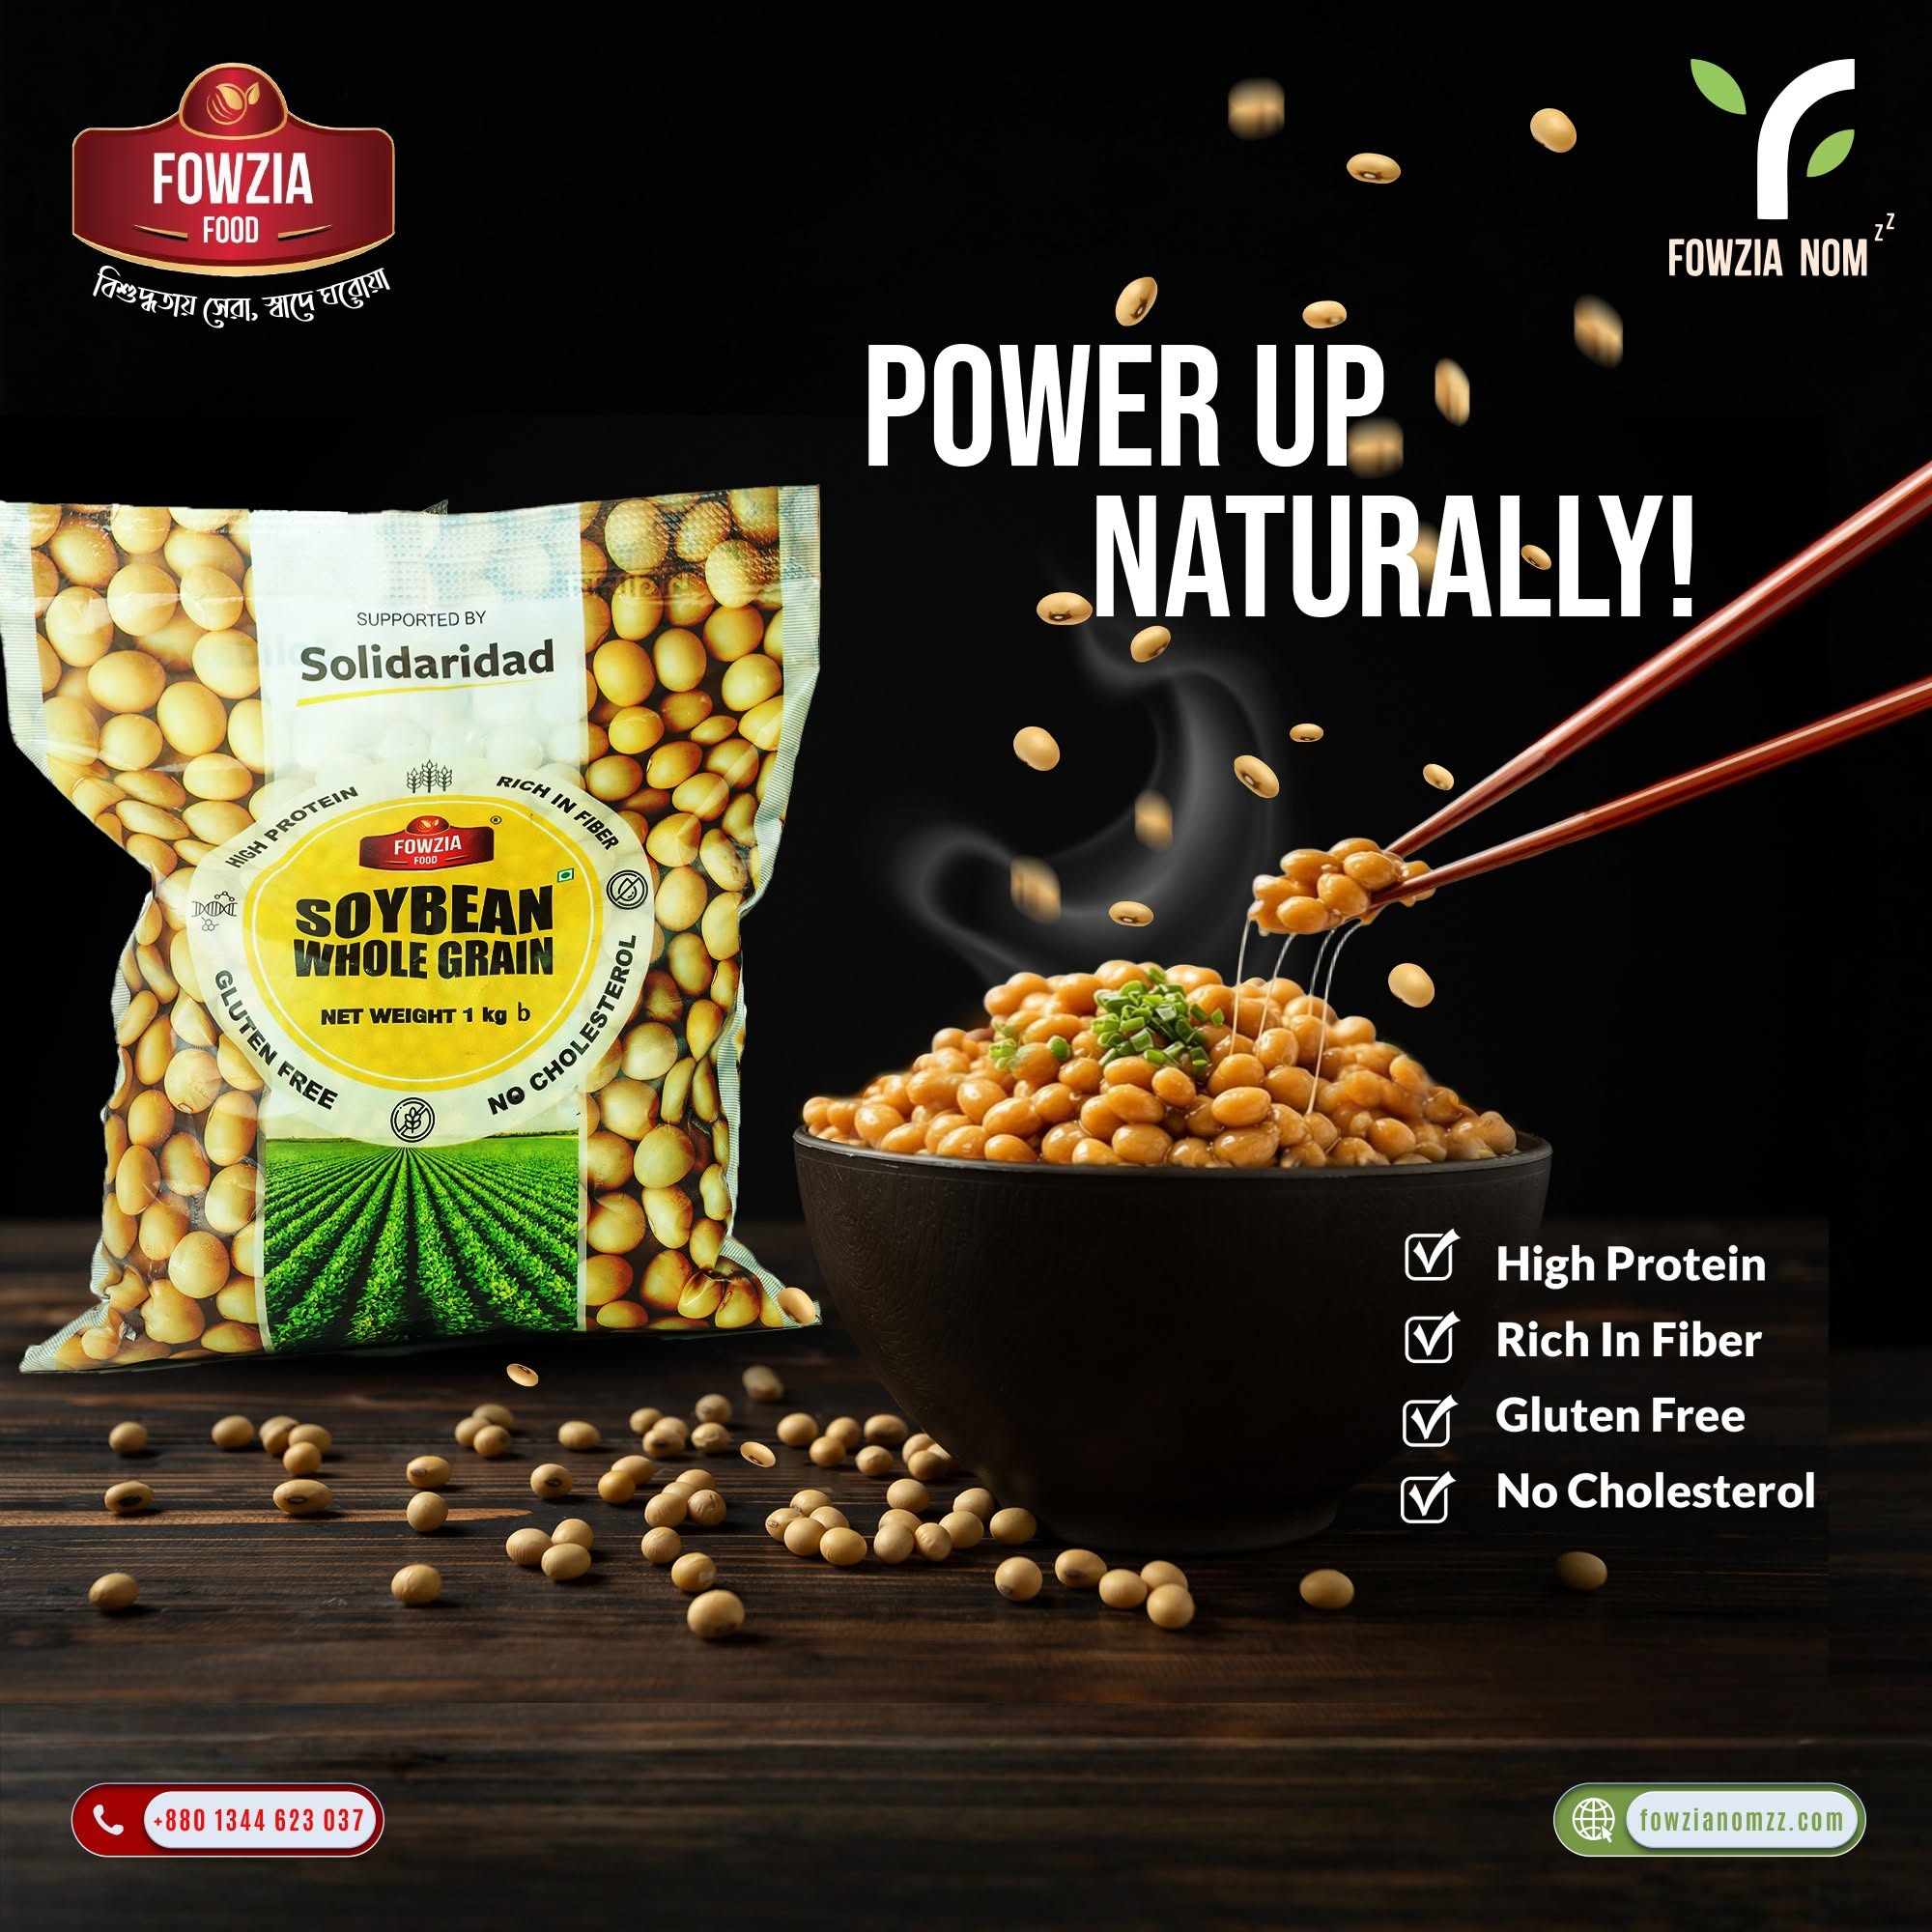 FOWZIA
FOOD
বিশুদ্ধতায় সেরা, স্বাদে ঘরোয়া
FOWZIA NOM zz
POWER UP
NATURALLY!
SUPPORTED BY
Solidaridad
HIGH PROTEIN
RICH IN FIBER
FOWZIA
FOOD
®
SOYBEAN
WHOLE GRAIN
NET WEIGHT 1 kg b
GLUTEN FREE
NO CHOLESTEROL
High Protein
Rich In Fiber
Gluten Free
No Cholesterol
+880 1344 623 037
fowzianomzz.com